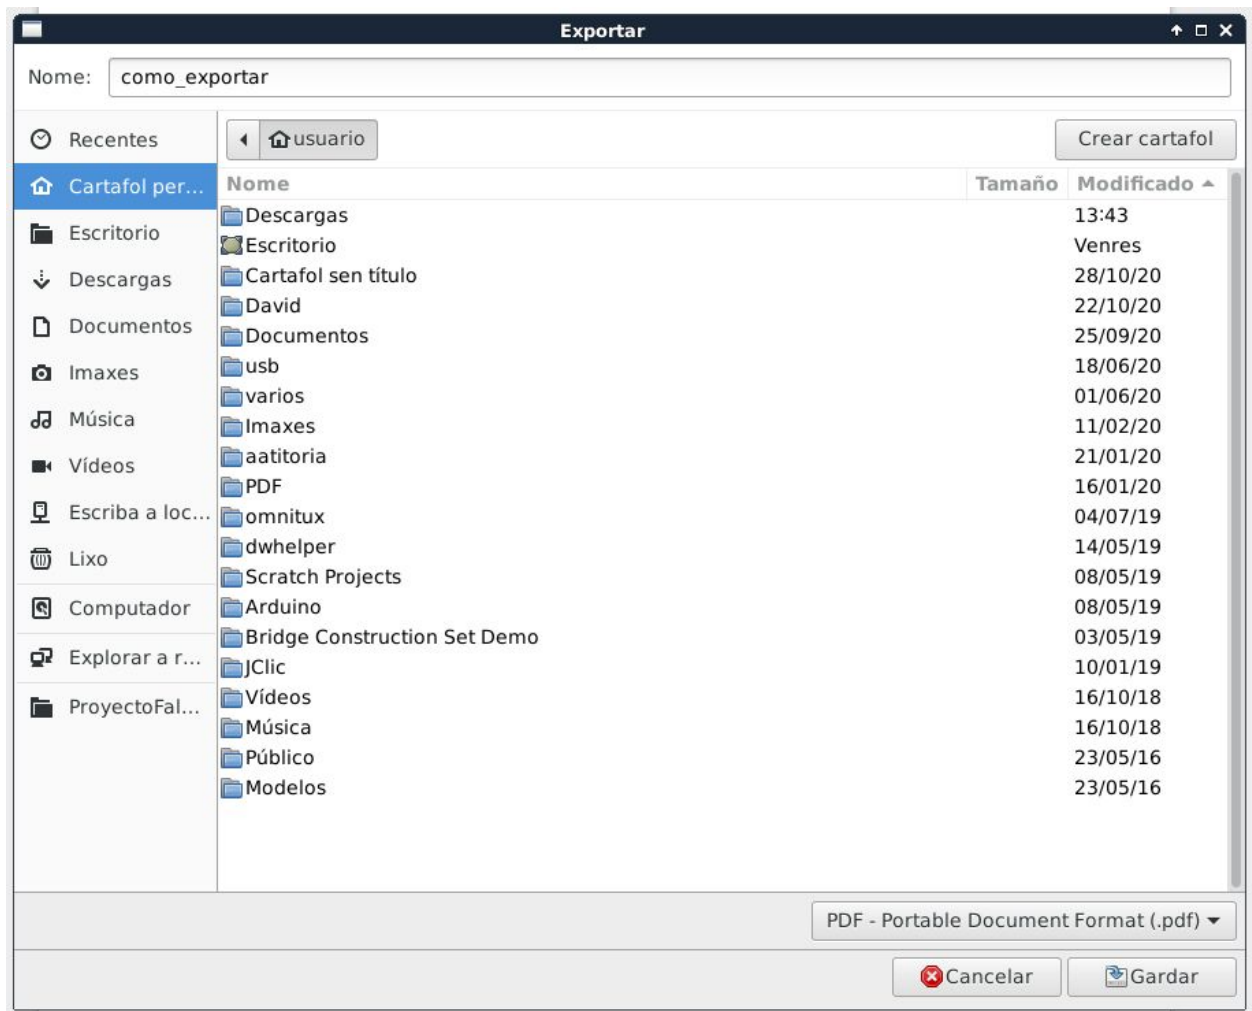 Exportar
Nome: como_exportar
Recentes
Cartafol per...
Escritorio
Descargas
Documentos
Imaxes
Música
Vídeos
Escriba a loc...
Lixo
Computador
Explorar a r...
ProyectoFal...
usuario Crear cartafol
Nome Tamaño Modificado
Descargas 13:43
Escritorio Venres
Cartafol sen título 28/10/20
David 22/10/20
Documentos 25/09/20
usb 18/06/20
varios 01/06/20
Imaxes 11/02/20
aatitoria 21/01/20
PDF 16/01/20
omnitux 04/07/19
dwhelper 14/05/19
Scratch Projects 08/05/19
Arduino 08/05/19
Bridge Construction Set Demo 03/05/19
JClic 10/01/19
Vídeos 16/10/18
Música 16/10/18
Público 23/05/16
Modelos 23/05/16
PDF - Portable Document Format (.pdf)
Cancelar Gardar